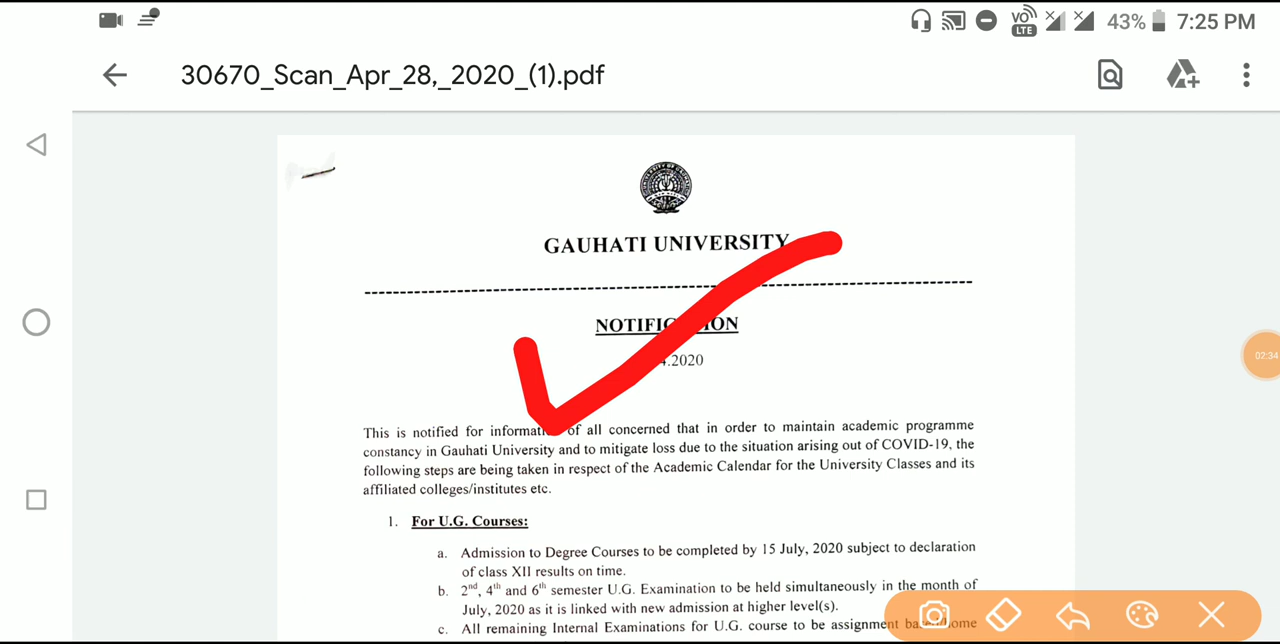 VO
LTE
43%
7:25 PM
30670_Scan_Apr_28,_2020_(1).pdf
GAUHATI UNIVERSITY
NOTIFICATION
.2020
02:34
This is notified for information of all concerned that in order to maintain academic programme
constancy in Gauhati University and to mitigate loss due to the situation arising out of COVID-19, the
following steps are being taken in respect of the Academic Calendar for the University Classes and its
affiliated colleges/institutes etc.
1. For U.G. Courses:
a. Admission to Degree Courses to be completed by 15 July, 2020 subject to declaration
of class XII results on time.
b. 2nd, 4th and 6th semester U.G. Examination to be held simultaneously in the month of
July, 2020 as it is linked with new admission at higher level(s).
c. All remaining Internal Examinations for U.G. course to be assignment